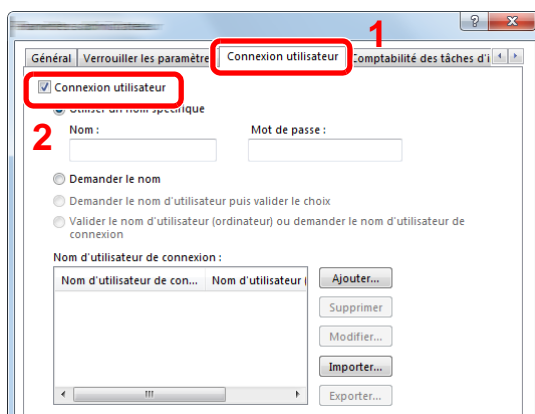 1
Général Verrouiller les paramètre Connexion utilisateur Comptabilité des tâches d'i
Connexion utilisateur
Utiliser un nom spécifique
2
Nom : Mot de passe :
Demander le nom
Demander le nom d'utilisateur puis valider le choix
Valider le nom d'utilisateur (ordinateur) ou demander le nom d'utilisateur de
connexion
Nom d'utilisateur de connexion :
Nom d'utilisateur de con... Nom d'utilisateur (
Ajouter...
Supprimer
Modifier...
Importer...
Exporter...